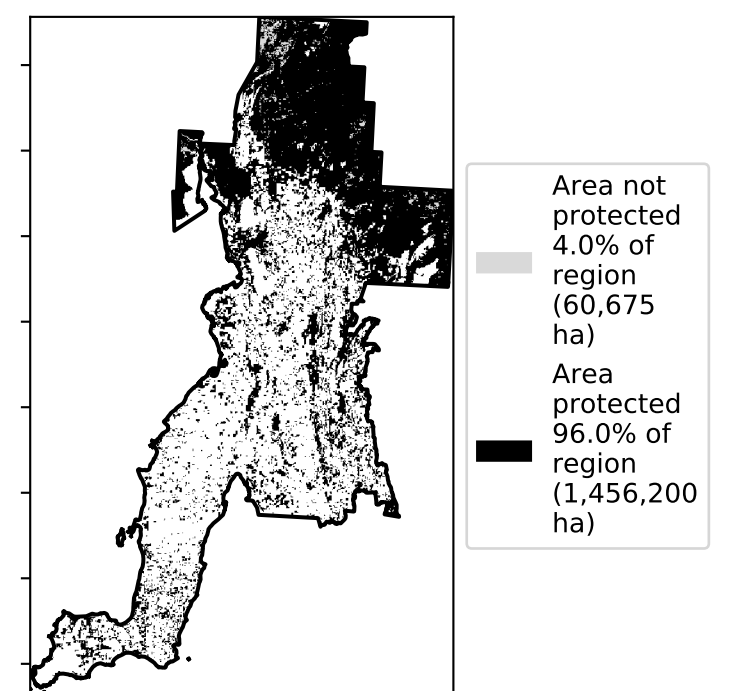 Area not
protected
4.0% of
region
(60,675
ha)
Area
protected
96.0% of
region
(1,456,200
ha)